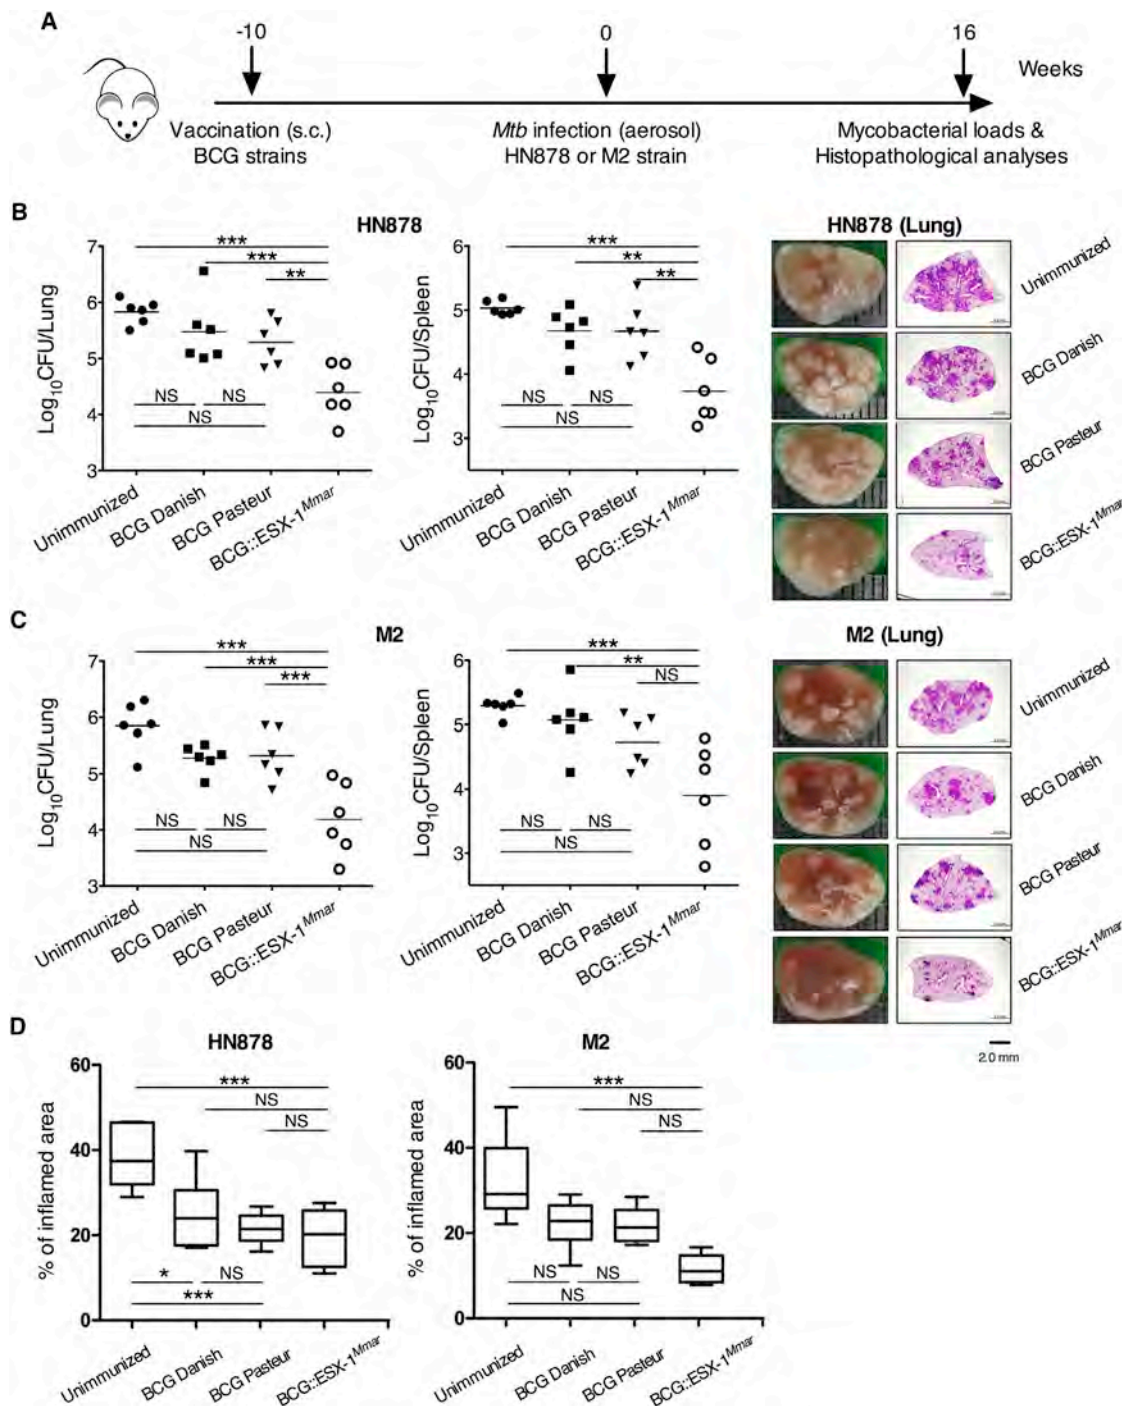 A
-10
0
16
Weeks
Vaccination (s.c.)
BCG strains
Mtb infection (aerosol)
HN878 or M2 strain
Mycobacterial loads &
Histopathological analyses
B
HN878
Log10CFU/Lung
7
6
5
4
3
***
***
**
NS
NS
NS
Unimmunized
BCG Danish
BCG Pasteur
BCG::ESX-1Mmar
Log10CFU/Spleen
6
5
4
3
***
**
**
NS
NS
NS
Unimmunized
BCG Danish
BCG Pasteur
BCG::ESX-1Mmar
HN878 (Lung)
Unimmunized
BCG Danish
BCG Pasteur
BCG::ESX-1Mmar
C
M2
Log10CFU/Lung
7
6
5
4
3
***
***
***
NS
NS
NS
Unimmunized
BCG Danish
BCG Pasteur
BCG::ESX-1Mmar
Log10CFU/Spleen
6
5
4
3
***
**
NS
NS
NS
NS
Unimmunized
BCG Danish
BCG Pasteur
BCG::ESX-1Mmar
M2 (Lung)
Unimmunized
BCG Danish
BCG Pasteur
BCG::ESX-1Mmar
2.0 mm
D
HN878
% of inflamed area
60
40
20
0
***
NS
NS
*
NS
***
Unimmunized
BCG Danish
BCG Pasteur
BCG::ESX-1Mmar
M2
% of inflamed area
60
40
20
0
***
NS
NS
NS
NS
NS
Unimmunized
BCG Danish
BCG Pasteur
BCG::ESX-1Mmar